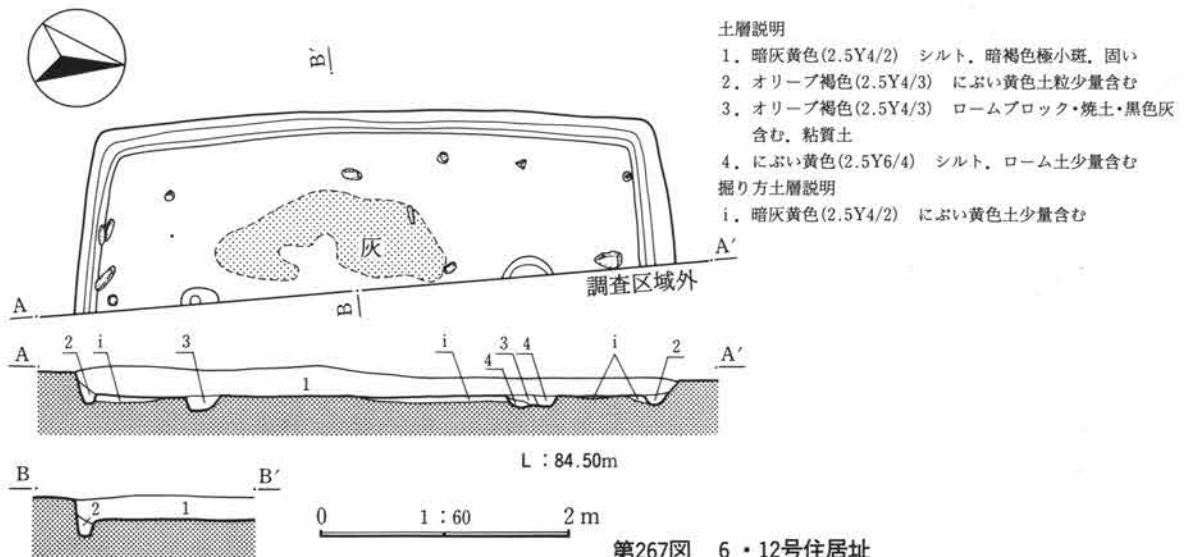 土層説明
1．暗灰黄色(2.5Y4/2)　シルト．暗褐色極小斑．固い
2．オリーブ褐色(2.5Y4/3)　にぶい黄色土粒少量含む
3．オリーブ褐色(2.5Y4/3)　ロームブロック・焼土・黒色灰
含む．粘質土
4．にぶい黄色(2.5Y6/4)　シルト．ローム土少量含む
掘り方土層説明
i．暗灰黄色(2.5Y4/2)　にぶい黄色土少量含む
B′
灰
A′
調査区域外
A
B
A
2
i
3
i
4
3
4
i
2
A′
1
L：84.50m
B
B′
2
1
0
1：60
2 m
第267図　6・12号住居址